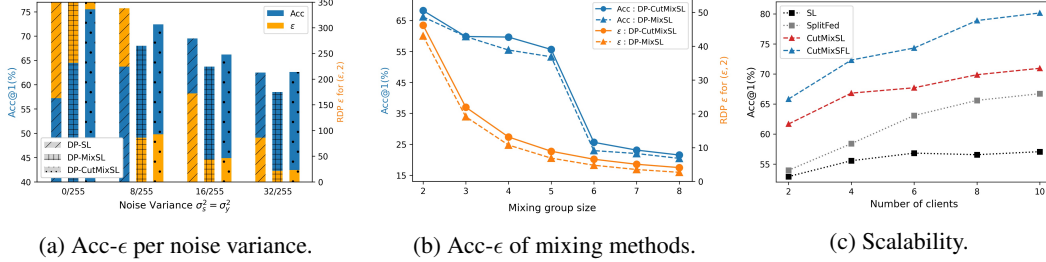 Acc@1(%)
75
70
65
60
55
50
45
40
Acc
ϵ
DP-SL
DP-MixSL
DP-CutMixSL
350
300
250
200
150
100
50
0
RDP ϵ for (ϵ, 2)
0/255 8/255 16/255 32/255
Noise Variance σ_s^2 = σ_y^2
(a) Acc-ϵ per noise variance.
Acc@1(%)
65
55
45
35
25
15
Acc : DP-CutMixSL
Acc : DP-MixSL
ϵ : DP-CutMixSL
ϵ : DP-MixSL
50
40
30
20
10
0
RDP ϵ for (ϵ, 2)
2 3 4 5 6 7 8
Mixing group size
(b) Acc-ϵ of mixing methods.
Acc@1(%)
80
75
70
65
60
55
SL
SplitFed
CutMixSL
CutMixSFL
2 4 6 8 10
Number of clients
(c) Scalability.